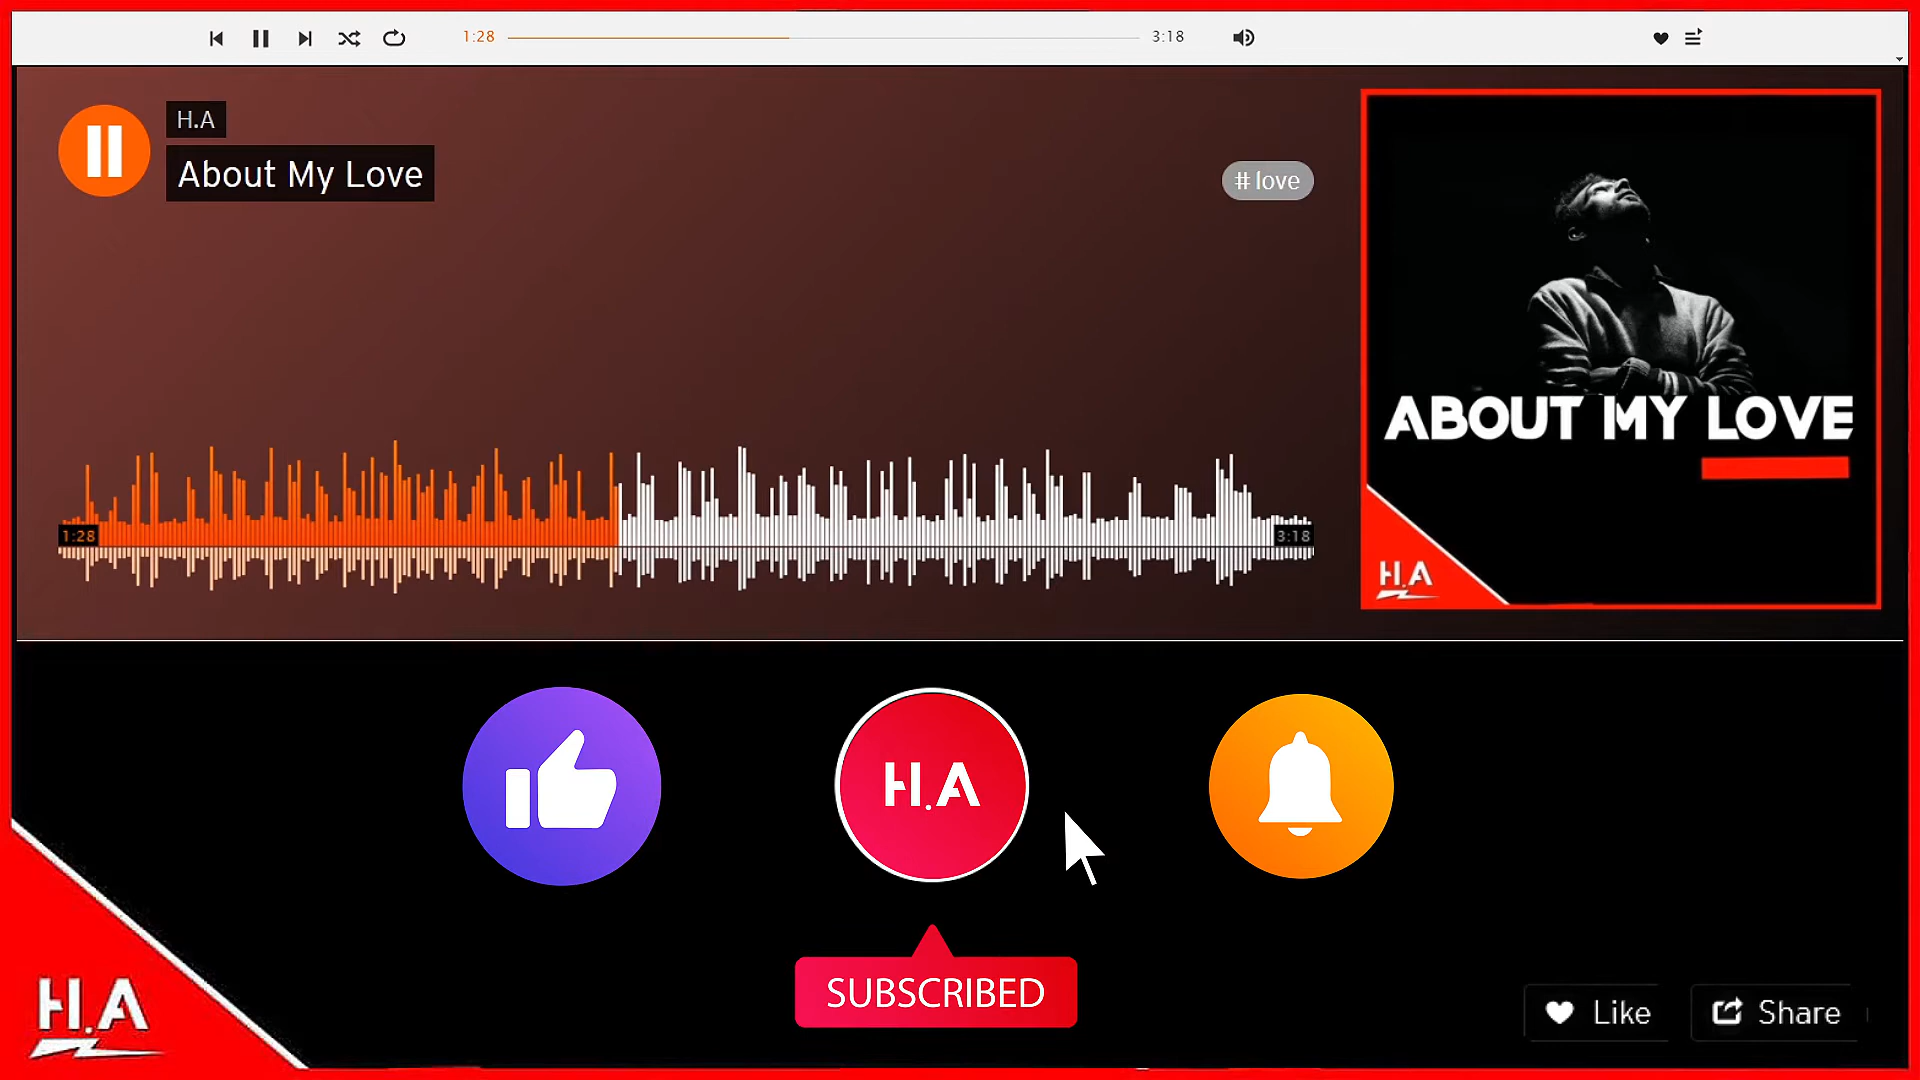 1:28
3:18
H.A
About My Love
# love
ABOUT MY LOVE
1:28
3:18
H.A
H.A
SUBSCRIBED
H.A
Like
Share